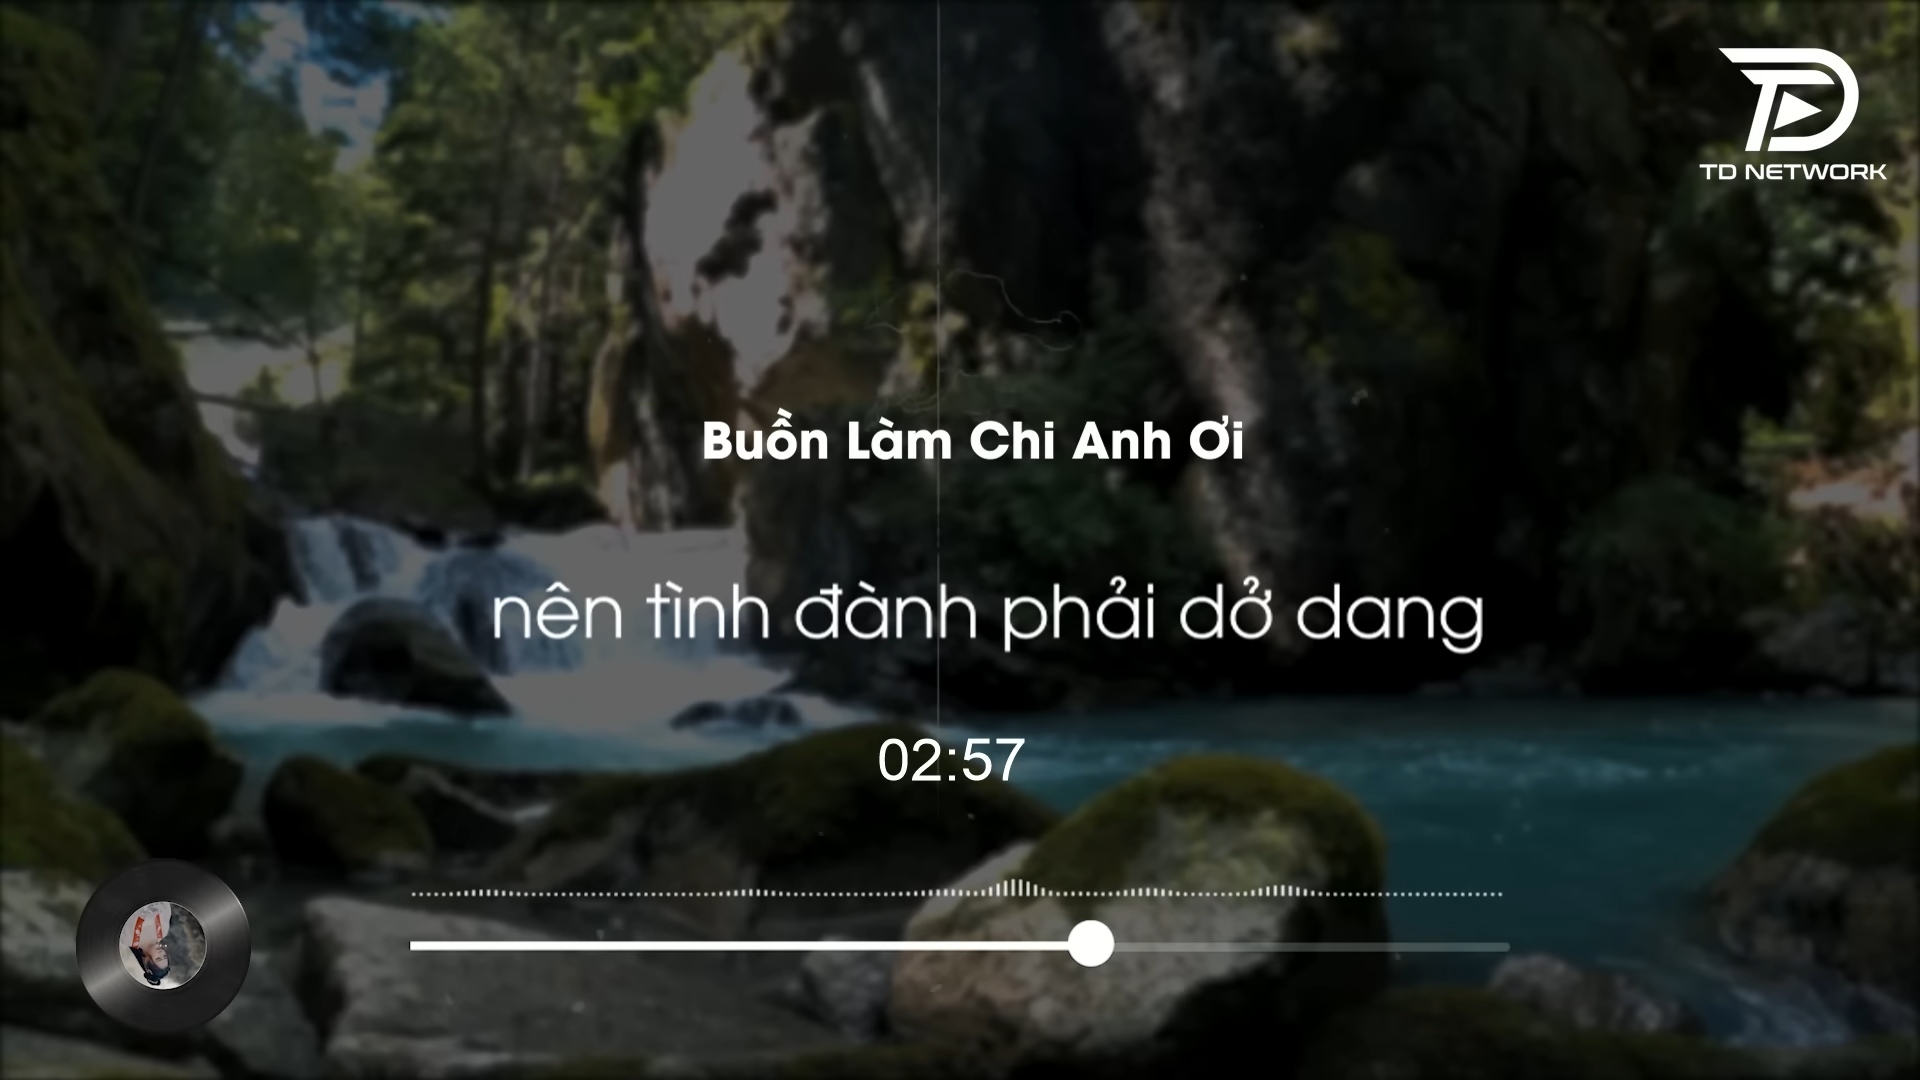 TD NETWORK
Buồn Làm Chi Anh Ơi
nên tình đành phải dở dang
02:57